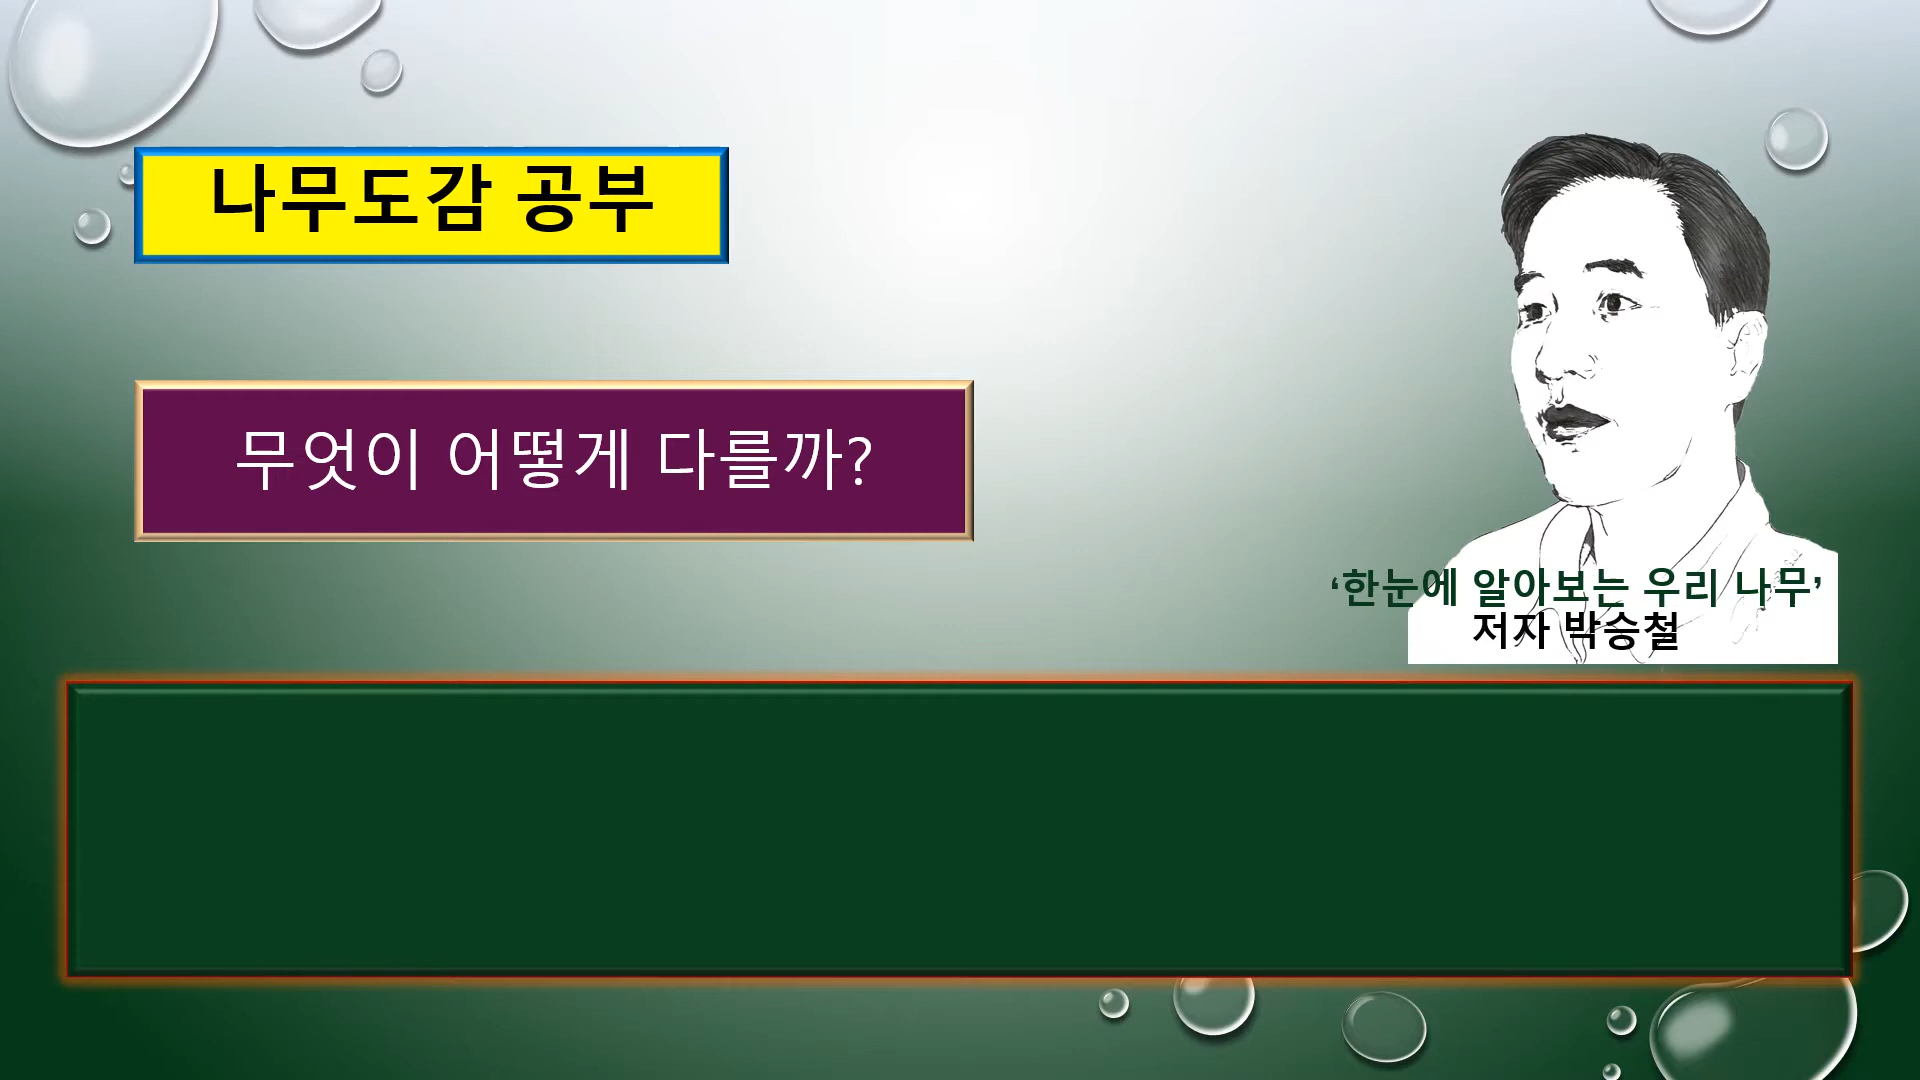 나무도감 공부
무엇이 어떻게 다를까?
‘한눈에 알아보는 우리 나무’
저자 박승철